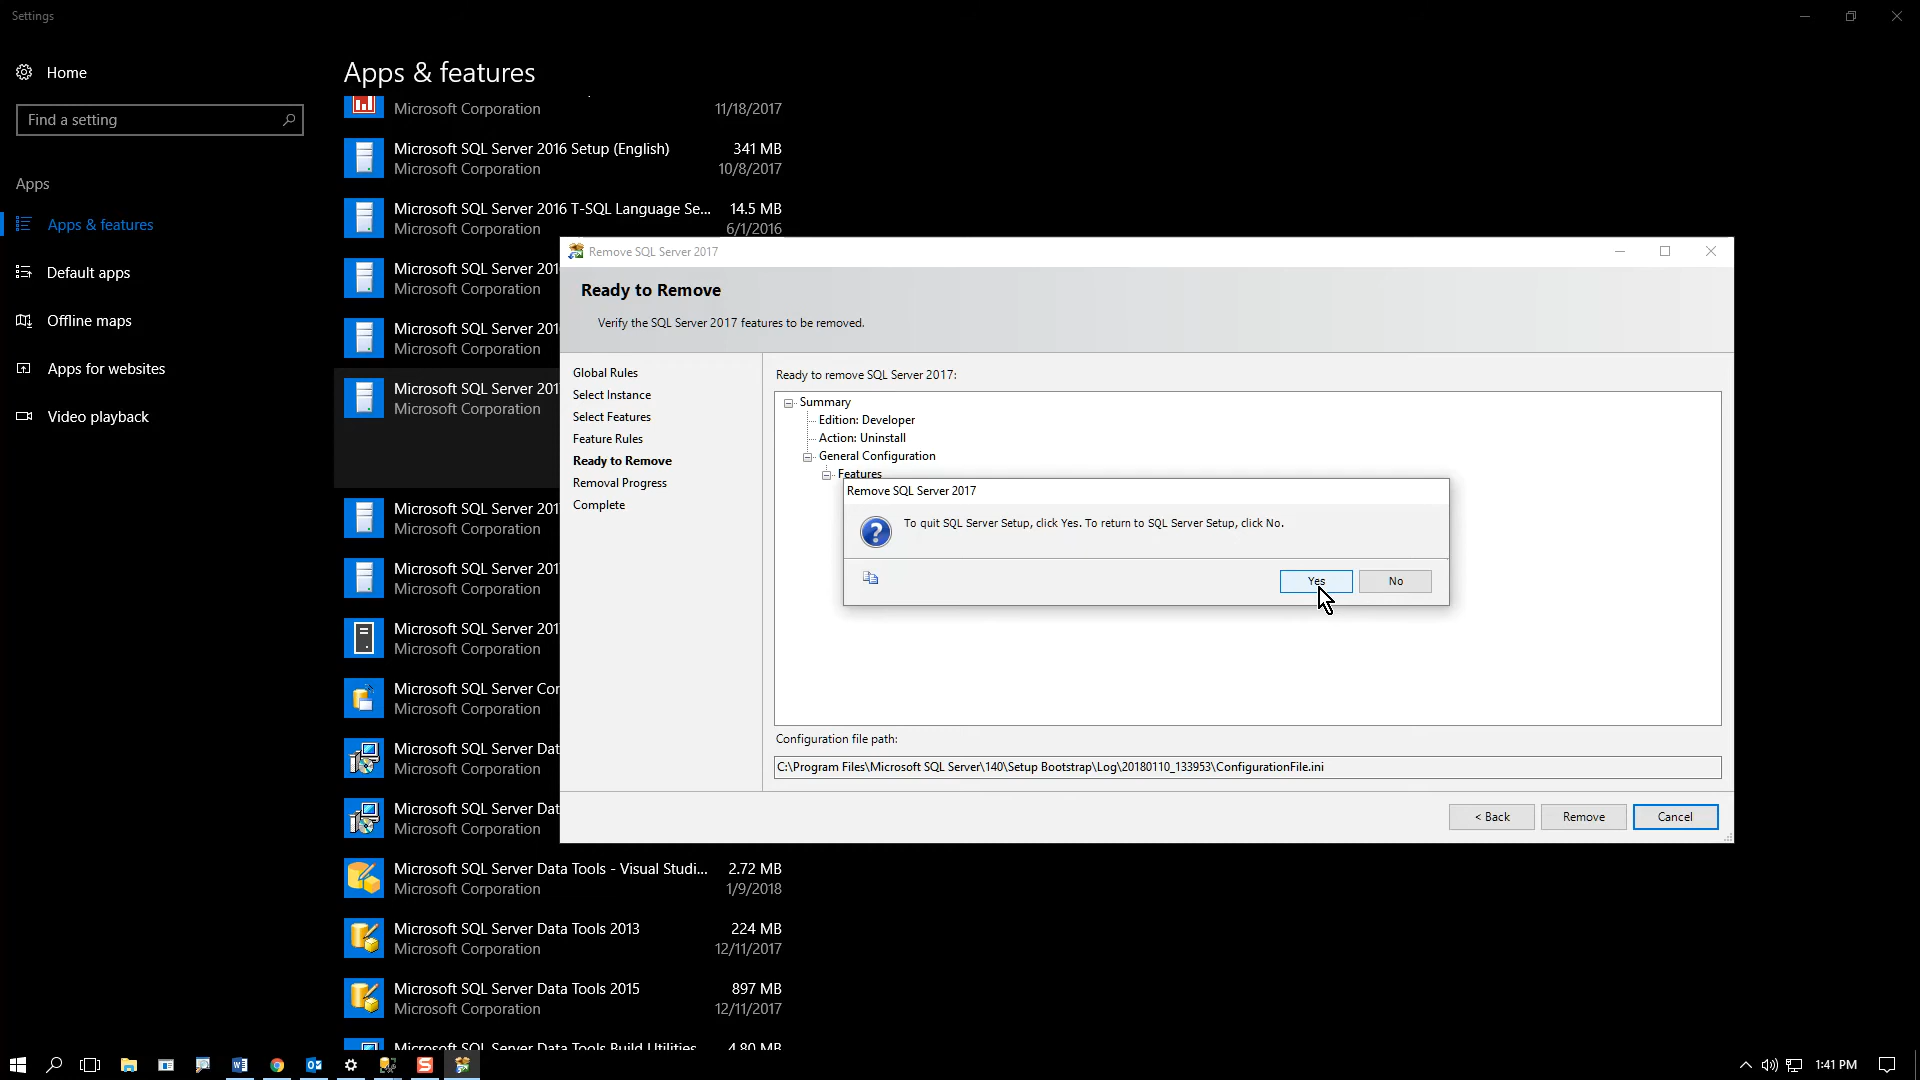 Settings
Home
Find a setting
Apps
Apps & features
Default apps
Offline maps
Apps for websites
Video playback
Apps & features
Microsoft Corporation 11/18/2017
Microsoft SQL Server 2016 Setup (English) 341 MB
Microsoft Corporation 10/8/2017
Microsoft SQL Server 2016 T-SQL Language Se... 14.5 MB
Microsoft Corporation 6/1/2016
Microsoft SQL Server 201
Microsoft Corporation
Microsoft SQL Server 201
Microsoft Corporation
Microsoft SQL Server 201
Microsoft Corporation
Microsoft SQL Server 201
Microsoft Corporation
Microsoft SQL Server 201
Microsoft Corporation
Microsoft SQL Server 201
Microsoft Corporation
Microsoft SQL Server Con
Microsoft Corporation
Microsoft SQL Server Dat
Microsoft Corporation
Microsoft SQL Server Dat
Microsoft Corporation
Microsoft SQL Server Data Tools - Visual Studi... 2.72 MB
Microsoft Corporation 1/9/2018
Microsoft SQL Server Data Tools 2013 224 MB
Microsoft Corporation 12/11/2017
Microsoft SQL Server Data Tools 2015 897 MB
Microsoft Corporation 12/11/2017
Microsoft SQL Server Data Tools Build Utilities 4.80 MB
Remove SQL Server 2017
Ready to Remove
Verify the SQL Server 2017 features to be removed.
Global Rules
Select Instance
Select Features
Feature Rules
Ready to Remove
Removal Progress
Complete
Ready to remove SQL Server 2017:
Summary
Edition: Developer
Action: Uninstall
General Configuration
Features
Remove SQL Server 2017
To quit SQL Server Setup, click Yes. To return to SQL Server Setup, click No.
Yes No
Configuration file path:
C:\Program Files\Microsoft SQL Server\140\Setup Bootstrap\Log\20180110_133953\ConfigurationFile.ini
< Back Remove Cancel
1:41 PM